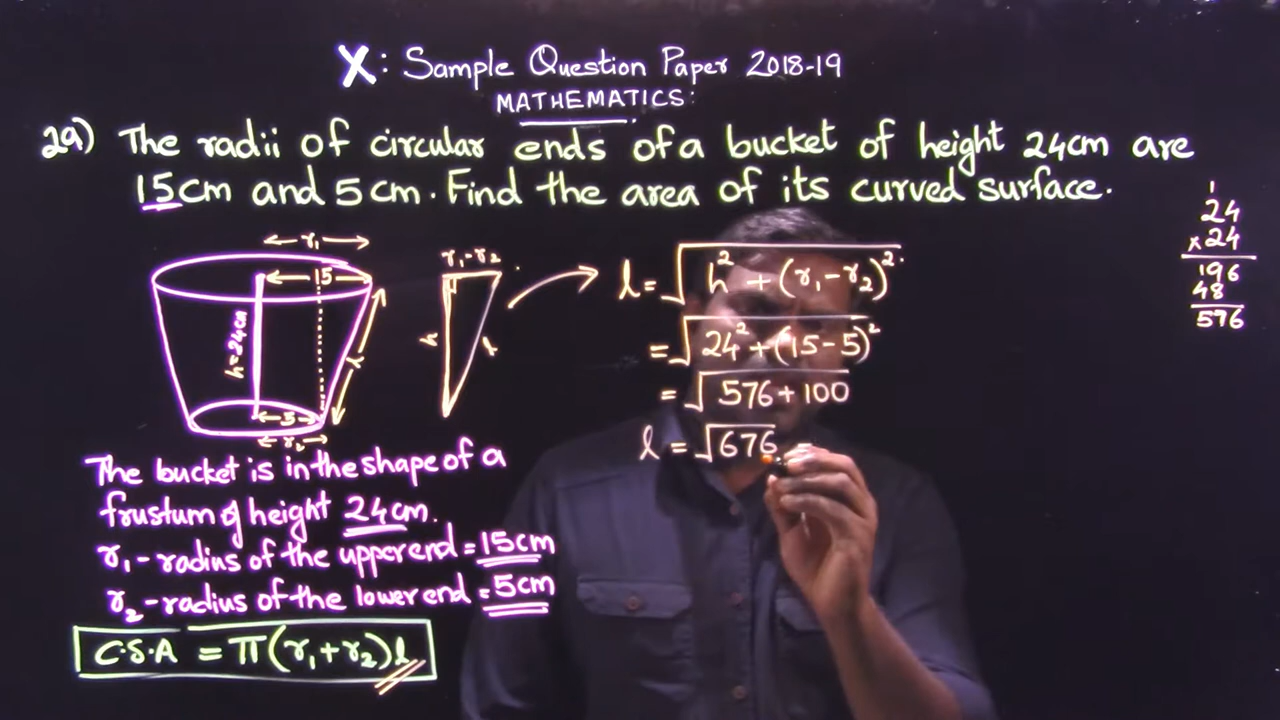 X: Sample Question Paper 2018-19
MATHEMATICS:
29) The radii of circular ends of a bucket of height 24cm are
15cm and 5cm. Find the area of its curved surface.
1
24
×24
196
48
576
r₁
15
h=24cm
l
5
r₂
r₁-r₂
h
l
l = √h² + (r₁-r₂)²
= √24² + (15-5)²
= √576+100
l = √676 =
The bucket is in the shape of a
frustum of height 24cm.
r₁ - radius of the upper end = 15cm
r₂ - radius of the lower end = 5cm
C.S.A = π(r₁+r₂)l